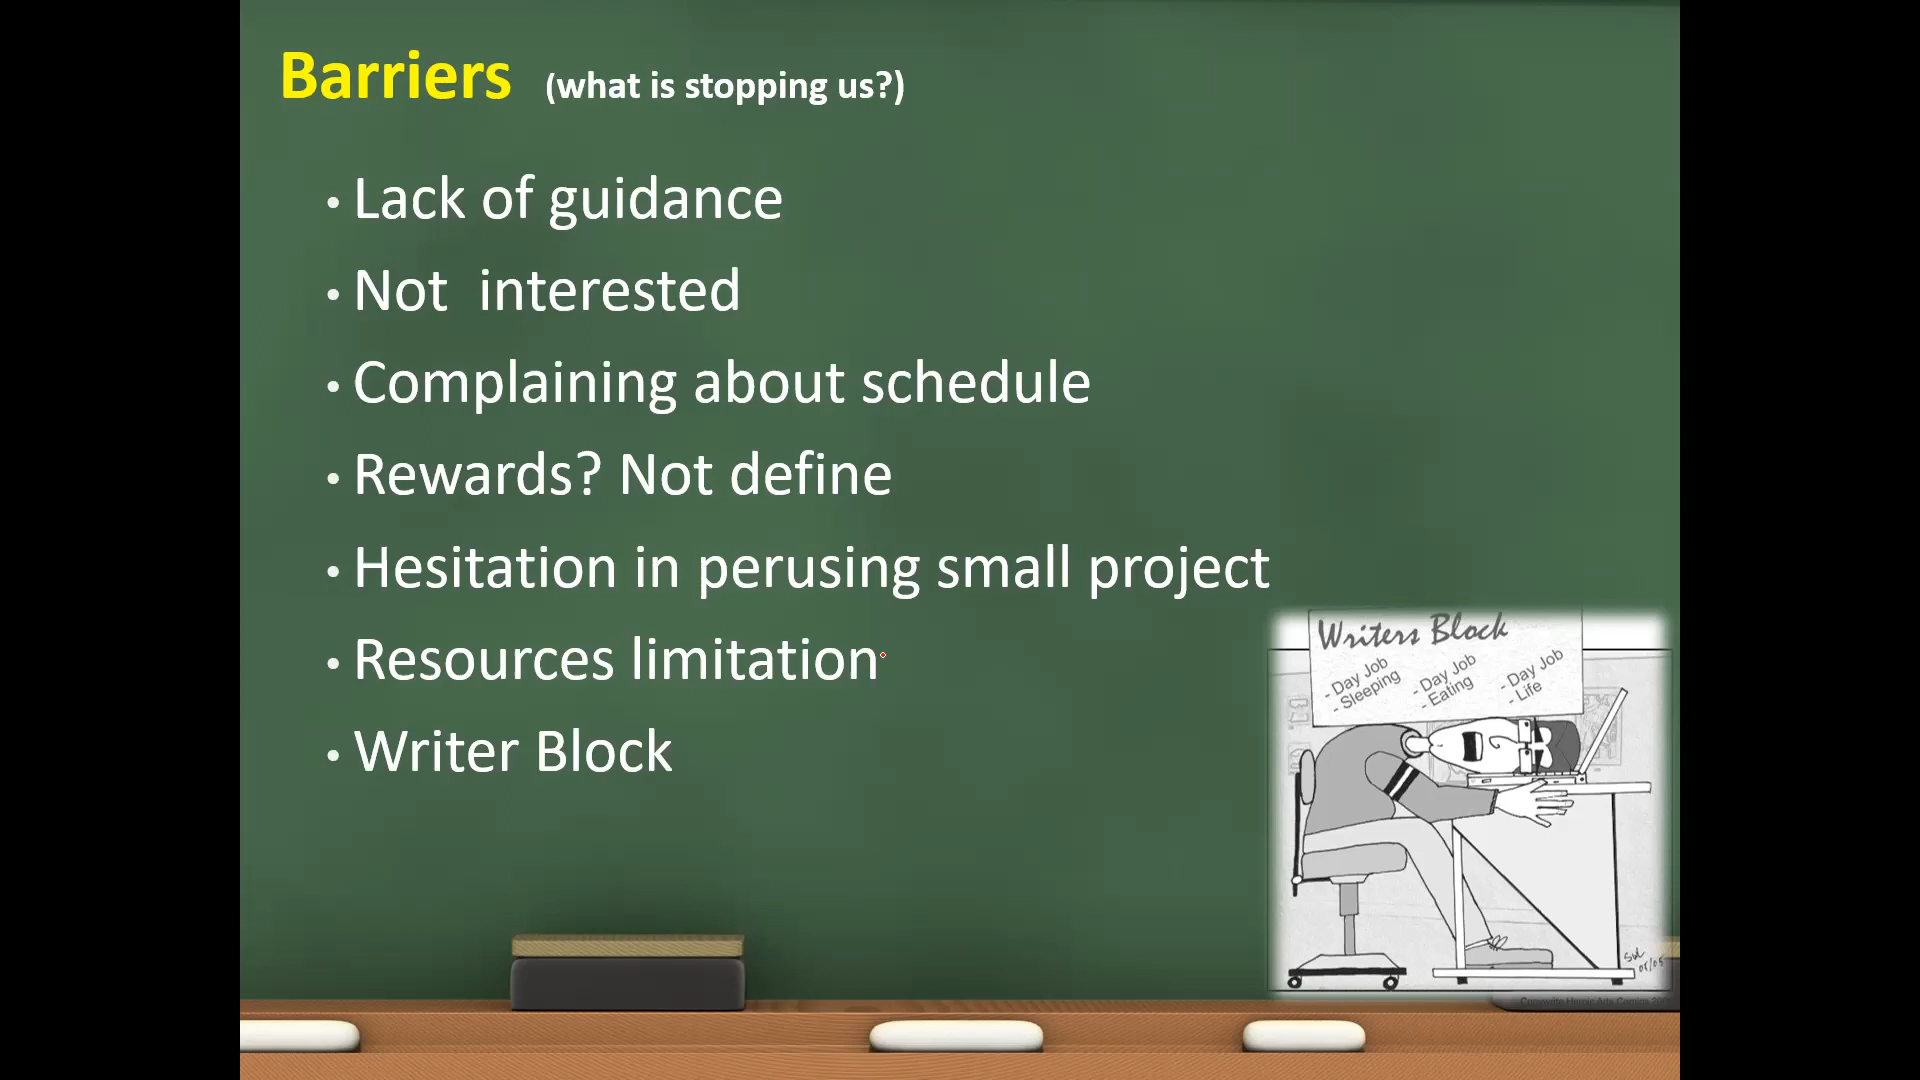 Barriers (what is stopping us?)
• Lack of guidance
• Not interested
• Complaining about schedule
• Rewards? Not define
• Hesitation in perusing small project
• Resources limitation
• Writer Block
Writers Block
- Day Job - Day Job - Day Job
- Sleeping - Eating - Life